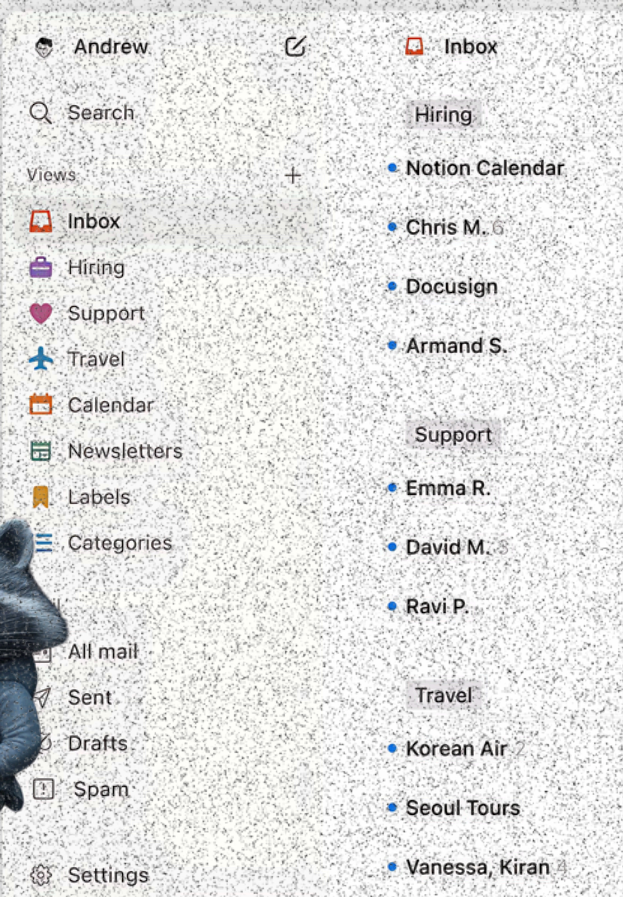 Andrew
Search
Views
Inbox
Hiring
Support
Travel
Calendar
Newsletters
Labels
Categories
All mail
Sent
Drafts
Spam
Settings
Inbox
Hiring
Notion Calendar
Chris M. 6
Docusign
Armand S.
Support
Emma R.
David M. 3
Ravi P.
Travel
Korean Air 2
Seoul Tours
Vanessa, Kiran 4